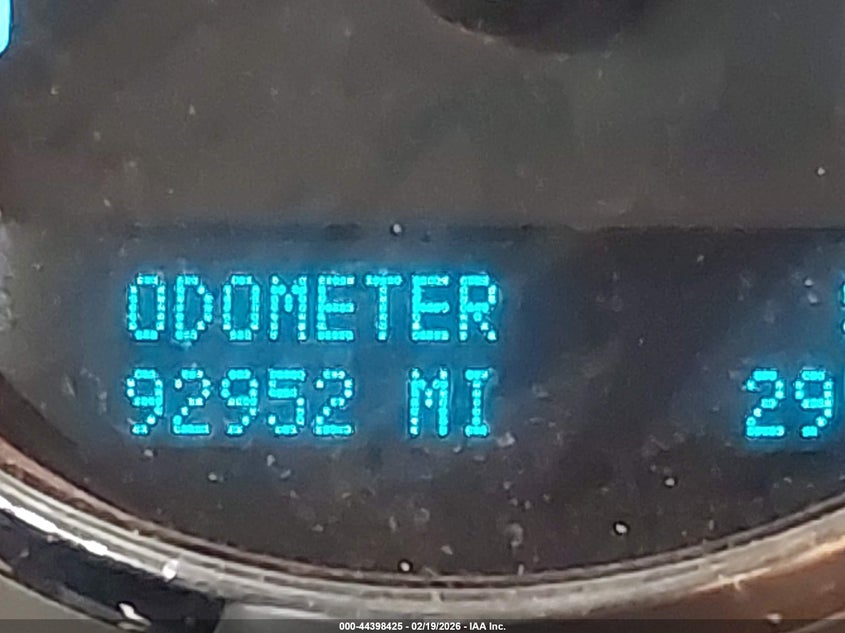 ODOMETER
92952 MI 29
000-44398425 - 02/19/2026 - IAA Inc.